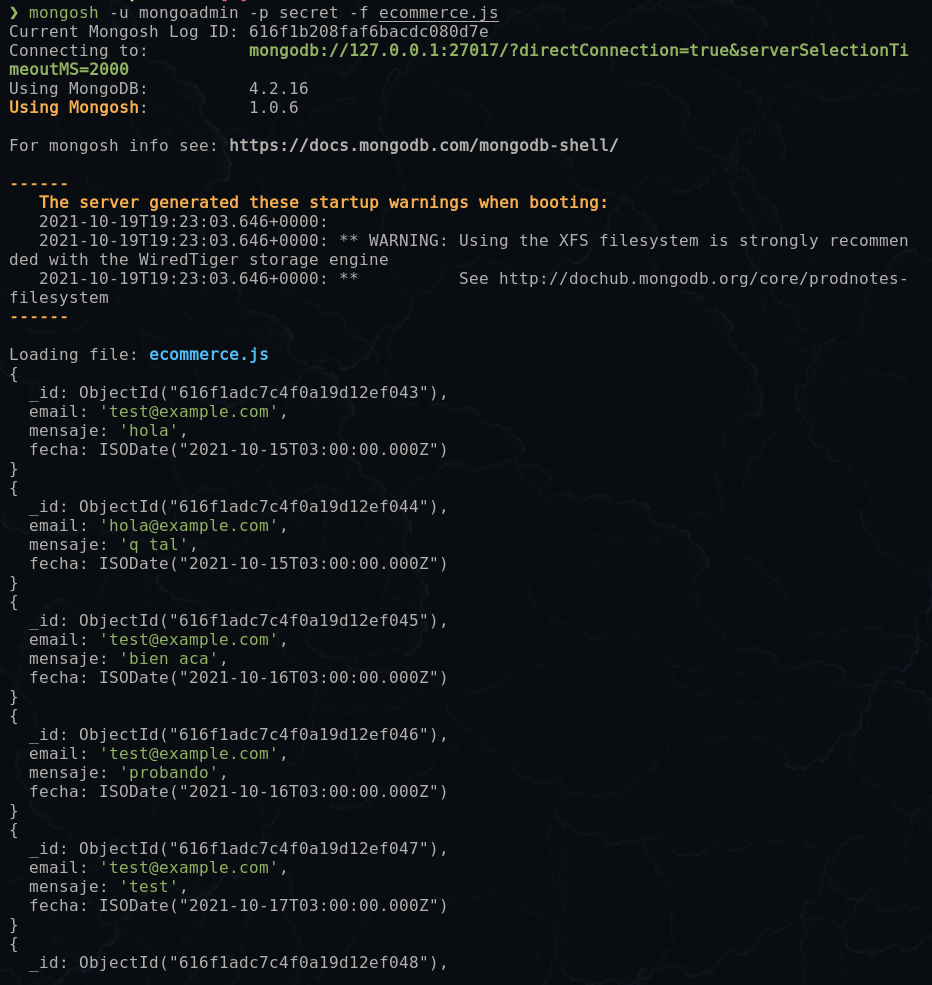 ❯ mongosh -u mongoadmin -p secret -f ecommerce.js
Current Mongosh Log ID: 616f1b208faf6bacdc080d7e
Connecting to:          mongodb://127.0.0.1:27017/?directConnection=true&serverSelectionTi
meoutMS=2000
Using MongoDB:          4.2.16
Using Mongosh:          1.0.6

For mongosh info see: https://docs.mongodb.com/mongodb-shell/

------
   The server generated these startup warnings when booting:
   2021-10-19T19:23:03.646+0000:
   2021-10-19T19:23:03.646+0000: ** WARNING: Using the XFS filesystem is strongly recommen
ded with the WiredTiger storage engine
   2021-10-19T19:23:03.646+0000: **          See http://dochub.mongodb.org/core/prodnotes-
filesystem
------

Loading file: ecommerce.js
{
  _id: ObjectId("616f1adc7c4f0a19d12ef043"),
  email: 'test@example.com',
  mensaje: 'hola',
  fecha: ISODate("2021-10-15T03:00:00.000Z")
}
{
  _id: ObjectId("616f1adc7c4f0a19d12ef044"),
  email: 'hola@example.com',
  mensaje: 'q tal',
  fecha: ISODate("2021-10-15T03:00:00.000Z")
}
{
  _id: ObjectId("616f1adc7c4f0a19d12ef045"),
  email: 'test@example.com',
  mensaje: 'bien aca',
  fecha: ISODate("2021-10-16T03:00:00.000Z")
}
{
  _id: ObjectId("616f1adc7c4f0a19d12ef046"),
  email: 'test@example.com',
  mensaje: 'probando',
  fecha: ISODate("2021-10-16T03:00:00.000Z")
}
{
  _id: ObjectId("616f1adc7c4f0a19d12ef047"),
  email: 'test@example.com',
  mensaje: 'test',
  fecha: ISODate("2021-10-17T03:00:00.000Z")
}
{
  _id: ObjectId("616f1adc7c4f0a19d12ef048"),